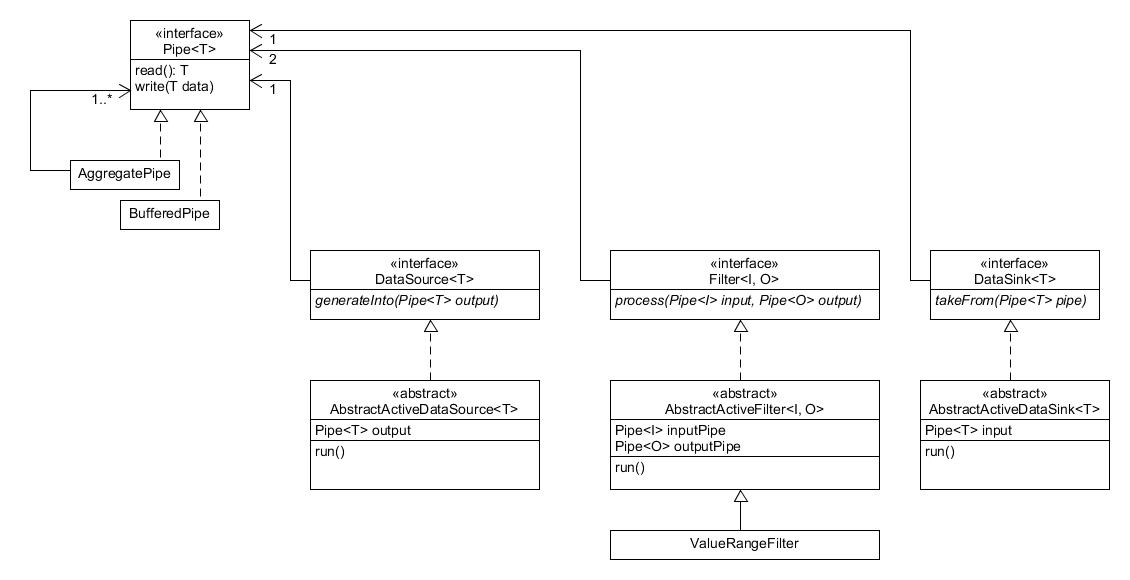 «interface»
Pipe<T>
read(): T
write(T data)
1
2
1
1..*
AggregatePipe
BufferedPipe
«interface»
DataSource<T>
generateInto(Pipe<T> output)
«interface»
Filter<I, O>
process(Pipe<I> input, Pipe<O> output)
«interface»
DataSink<T>
takeFrom(Pipe<T> pipe)
«abstract»
AbstractActiveDataSource<T>
Pipe<T> output
run()
«abstract»
AbstractActiveFilter<I, O>
Pipe<I> inputPipe
Pipe<O> outputPipe
run()
«abstract»
AbstractActiveDataSink<T>
Pipe<T> input
run()
ValueRangeFilter